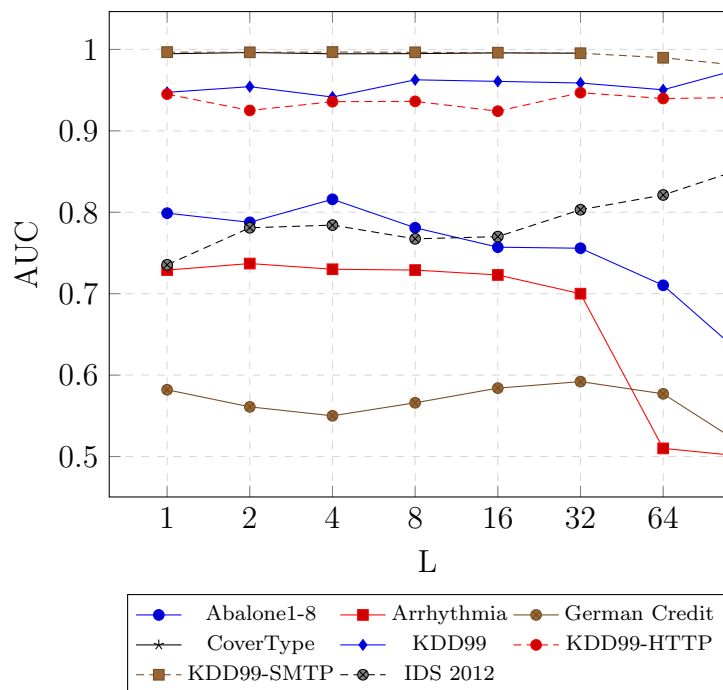 1
0.9
0.8
0.7
0.6
0.5
AUC
1 2 4 8 16 32 64
L
Abalone1-8 Arrhythmia German Credit
CoverType KDD99 KDD99-HTTP
KDD99-SMTP IDS 2012